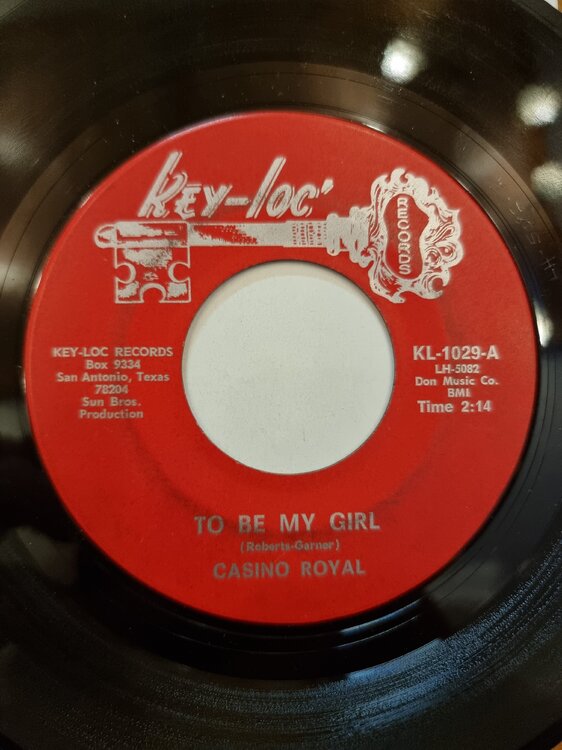 Key-Loc'
RECORDS
KEY-LOC RECORDS
Box 9334
San Antonio, Texas
78204
Sun Bros.
Production
KL-1029-A
LH-5082
Don Music Co.
BMI
Time 2:14
TO BE MY GIRL
(Roberts-Garner)
CASINO ROYAL